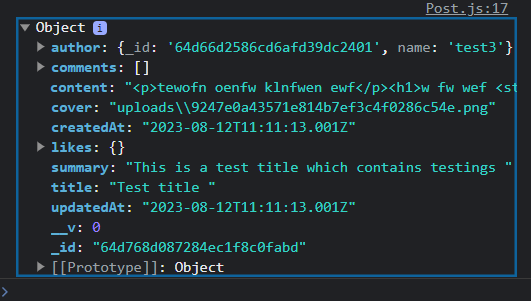 Post.js:17
Object i
author: {_id: '64d66d2586cd6afd39dc2401', name: 'test3'}
comments: []
content: "<p>tewofn oenfw klnfwen ewf</p><h1>w fw wef <st
cover: "uploads\\9247e0a43571e814b7ef3c4f0286c54e.png"
createdAt: "2023-08-12T11:11:13.001Z"
likes: {}
summary: "This is a test title which contains testings "
title: "Test title "
updatedAt: "2023-08-12T11:11:13.001Z"
__v: 0
_id: "64d768d087284ec1f8c0fabd"
[[Prototype]]: Object